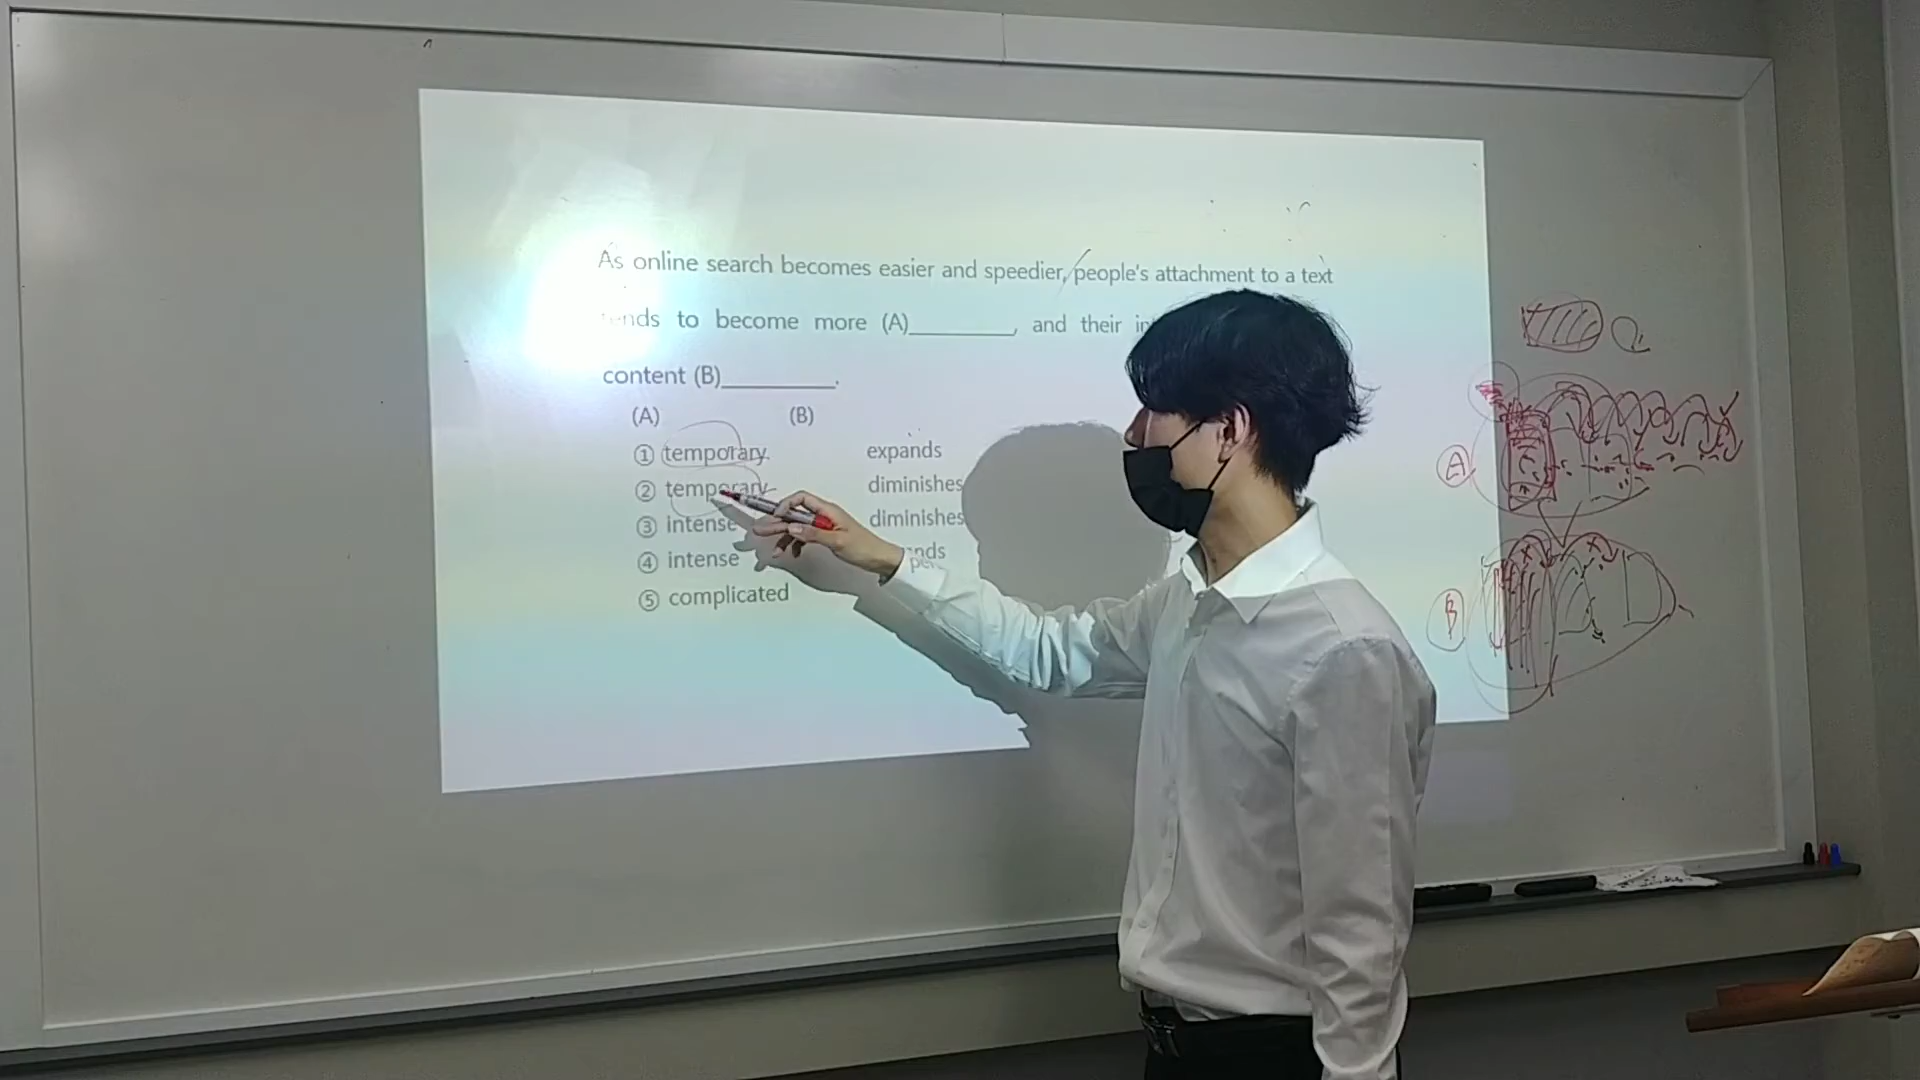 As online search becomes easier and speedier, people's attachment to a text
to become more (A)________, and their
content (B)________.
(A) (B)
① temporary expands
② temporary diminishes
③ intense diminishes
④ intense
⑤ complicated
A
B